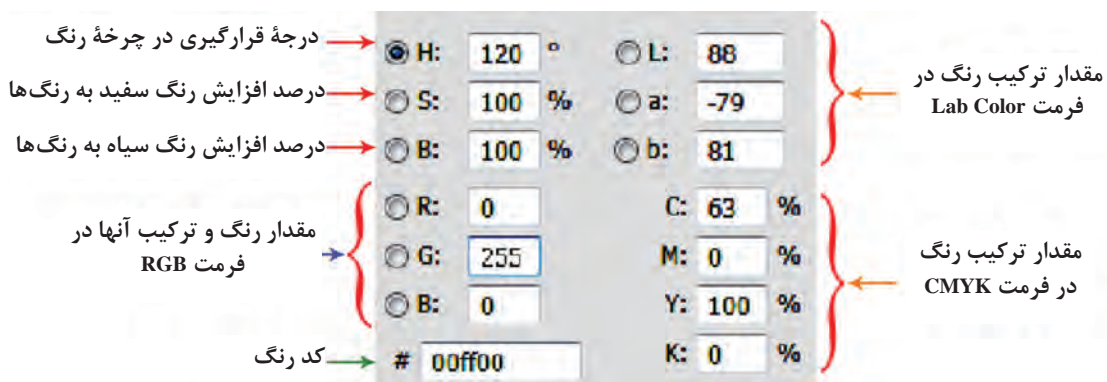 درجهٔ قرارگیری در چرخهٔ رنگ
H: 120 °
L: 88
درصد افزایش رنگ سفید به رنگ‌ها
S: 100 %
a: -79
مقدار ترکیب رنگ در
فرمت Lab Color
درصد افزایش رنگ سیاه به رنگ‌ها
B: 100 %
b: 81
مقدار رنگ و ترکیب آنها در
فرمت RGB
R: 0
G: 255
B: 0
C: 63 %
M: 0 %
Y: 100 %
K: 0 %
مقدار ترکیب رنگ
در فرمت CMYK
کد رنگ
# 00ff00